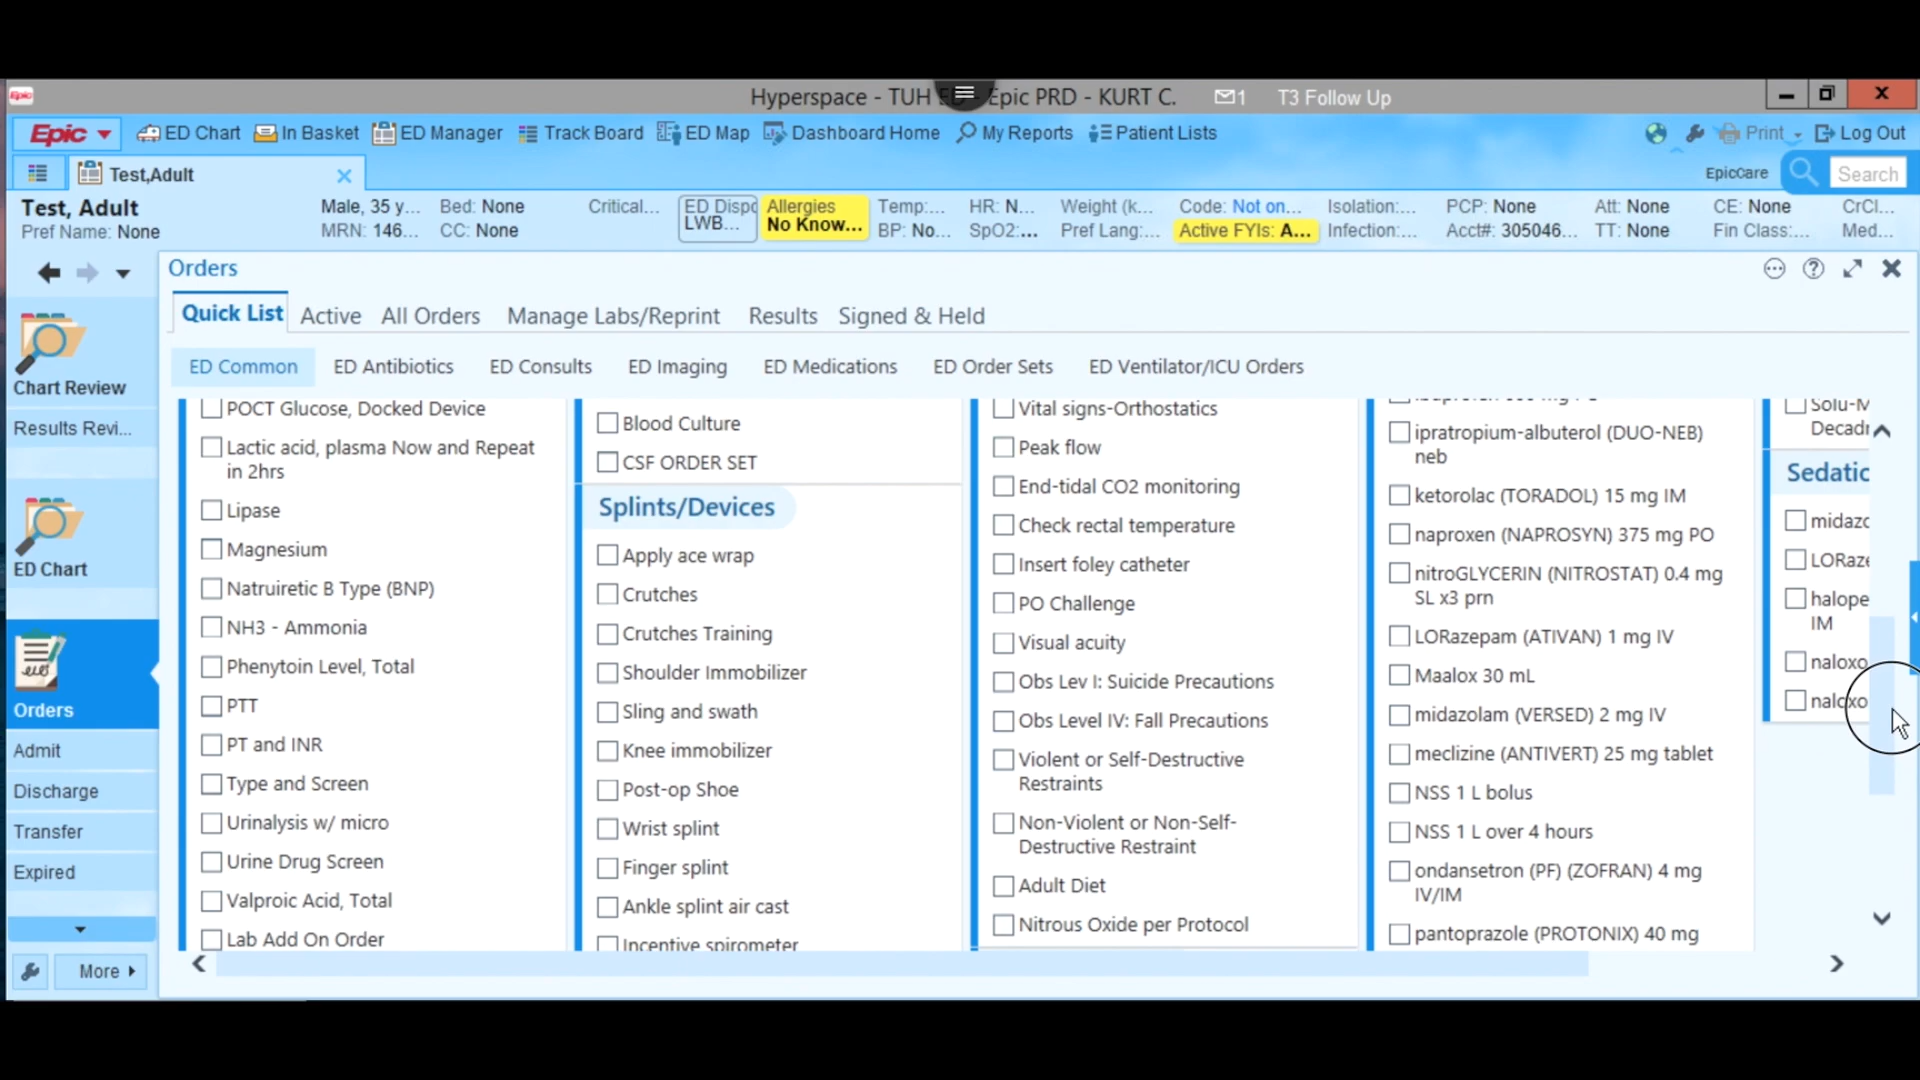 Epic
Hyperspace - TUH ED - Epic PRD - KURT C.
1
T3 Follow Up
Epic
ED Chart
In Basket
ED Manager
Track Board
ED Map
Dashboard Home
My Reports
Patient Lists
Print
Log Out
Test,Adult
EpicCare
Search
Test, Adult
Pref Name: None
Male, 35 y...
MRN: 146...
Bed: None
CC: None
Critical...
ED Dispo
LWB...
Allergies
No Know...
Temp:...
BP: No...
HR: N...
SpO2:...
Weight (k...
Pref Lang:...
Code: Not on...
Active FYIs: A...
Isolation:...
Infection:...
PCP: None
Acct#: 305046...
Att: None
TT: None
CE: None
Fin Class:...
CrCl...
Med...
Chart Review
Results Revi...
ED Chart
Orders
Admit
Discharge
Transfer
Expired
More
Orders
Quick List
Active
All Orders
Manage Labs/Reprint
Results
Signed & Held
ED Common
ED Antibiotics
ED Consults
ED Imaging
ED Medications
ED Order Sets
ED Ventilator/ICU Orders
POCT Glucose, Docked Device
Lactic acid, plasma Now and Repeat
in 2hrs
Lipase
Magnesium
Natruiretic B Type (BNP)
NH3 - Ammonia
Phenytoin Level, Total
PTT
PT and INR
Type and Screen
Urinalysis w/ micro
Urine Drug Screen
Valproic Acid, Total
Lab Add On Order
Blood Culture
CSF ORDER SET
Splints/Devices
Apply ace wrap
Crutches
Crutches Training
Shoulder Immobilizer
Sling and swath
Knee immobilizer
Post-op Shoe
Wrist splint
Finger splint
Ankle splint air cast
Incentive spirometer
Vital signs-Orthostatics
Peak flow
End-tidal CO2 monitoring
Check rectal temperature
Insert foley catheter
PO Challenge
Visual acuity
Obs Lev I: Suicide Precautions
Obs Level IV: Fall Precautions
Violent or Self-Destructive
Restraints
Non-Violent or Non-Self-
Destructive Restraint
Adult Diet
Nitrous Oxide per Protocol
ipratropium-albuterol (DUO-NEB)
neb
ketorolac (TORADOL) 15 mg IM
naproxen (NAPROSYN) 375 mg PO
nitroGLYCERIN (NITROSTAT) 0.4 mg
SL x3 prn
LORazepam (ATIVAN) 1 mg IV
Maalox 30 mL
midazolam (VERSED) 2 mg IV
meclizine (ANTIVERT) 25 mg tablet
NSS 1 L bolus
NSS 1 L over 4 hours
ondansetron (PF) (ZOFRAN) 4 mg
IV/IM
pantoprazole (PROTONIX) 40 mg
Solu-M
Decadr
Sedatic
midazc
LORaze
halope
IM
naloxo
naloxo